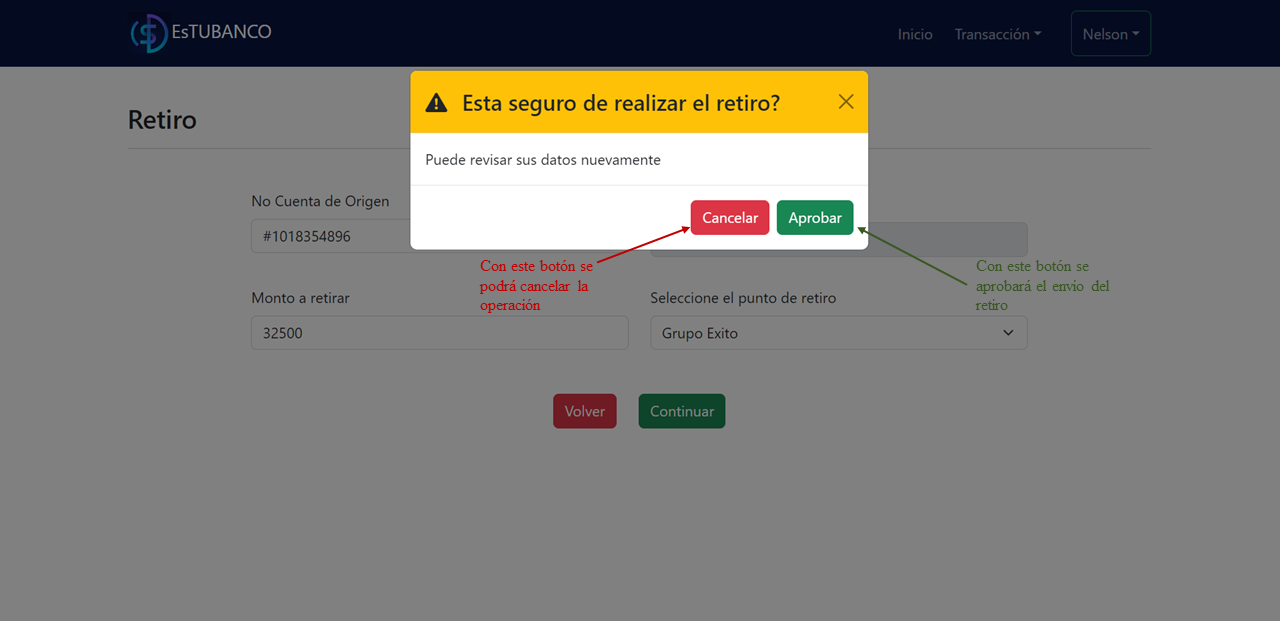 EsTUBANCO
Inicio
Transacción
Nelson
Esta seguro de realizar el retiro?
Retiro
Puede revisar sus datos nuevamente
No Cuenta de Origen
Cancelar
Aprobar
#1018354896
Con este botón se
podrá cancelar la
operación
Con este botón se
aprobará el envio del
retiro
Monto a retirar
Seleccione el punto de retiro
32500
Grupo Exito
Volver
Continuar